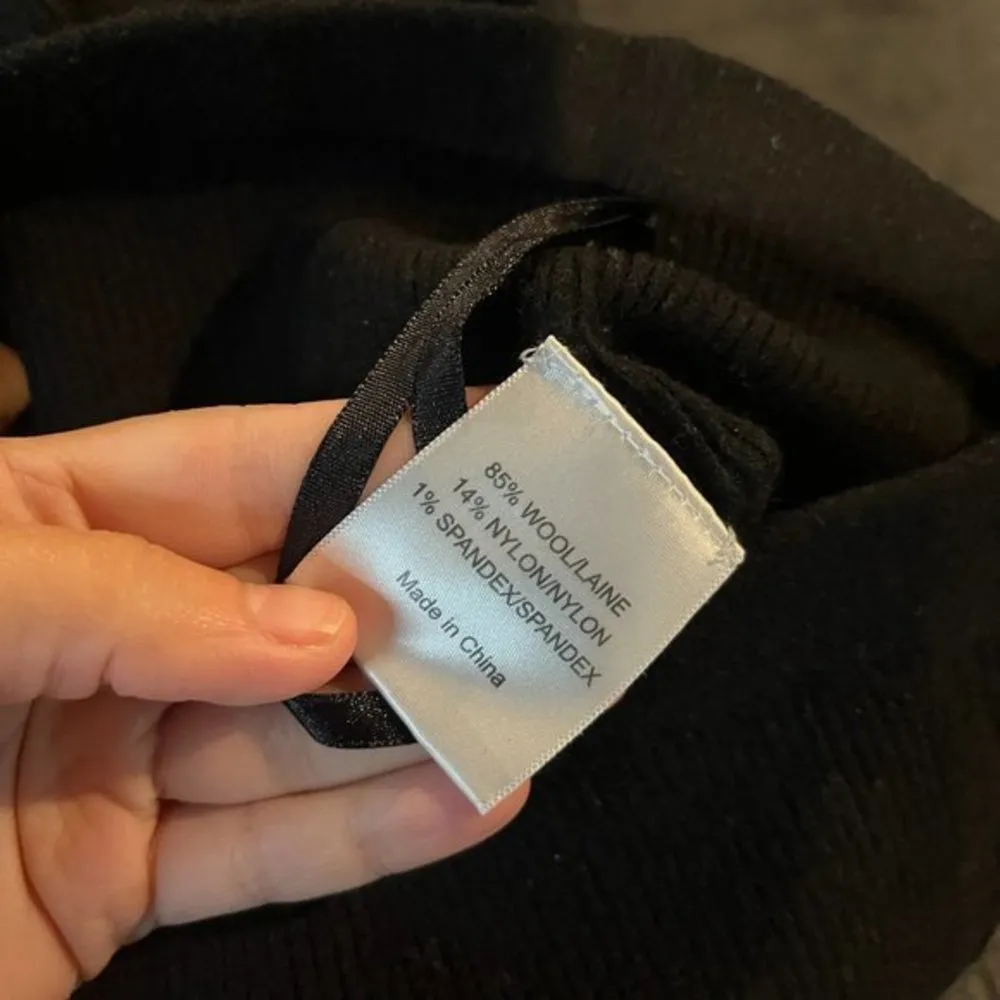 85% WOOL/LAINE
14% NYLON/NYLON
1% SPANDEX/SPANDEX
Made in China